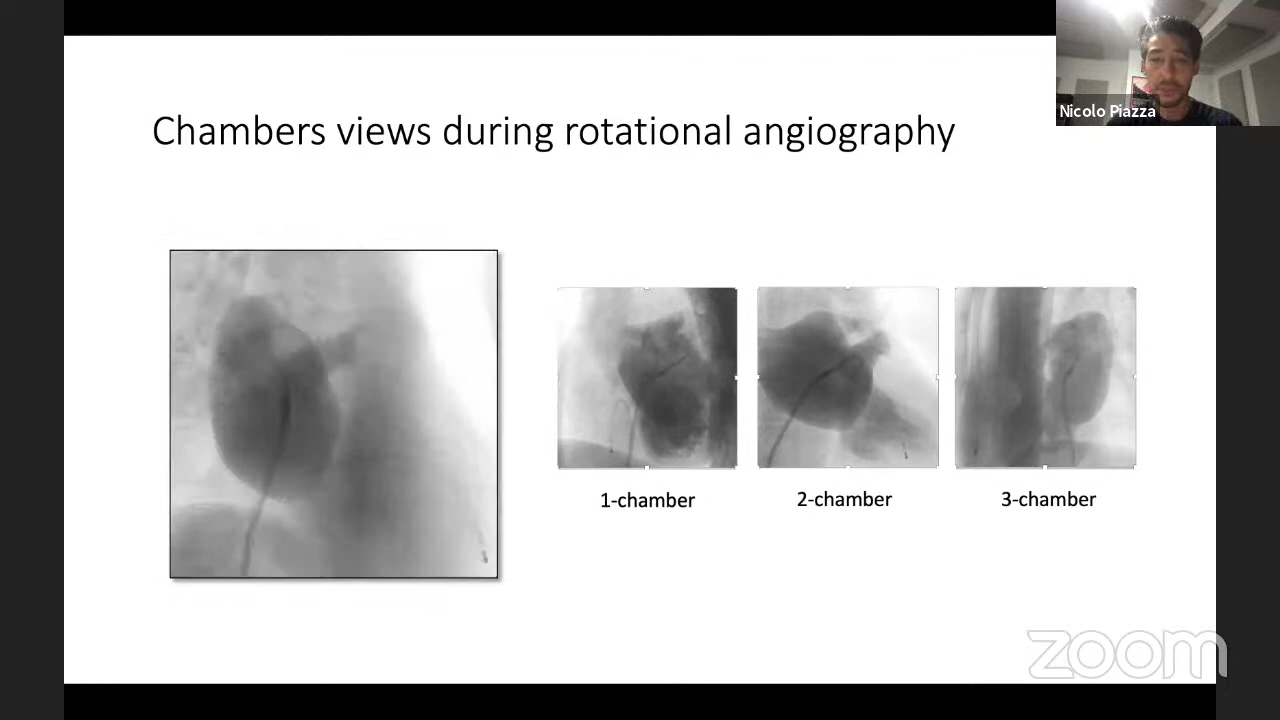 Nicolo Piazza
Chambers views during rotational angiography
1-chamber
2-chamber
3-chamber
zoom